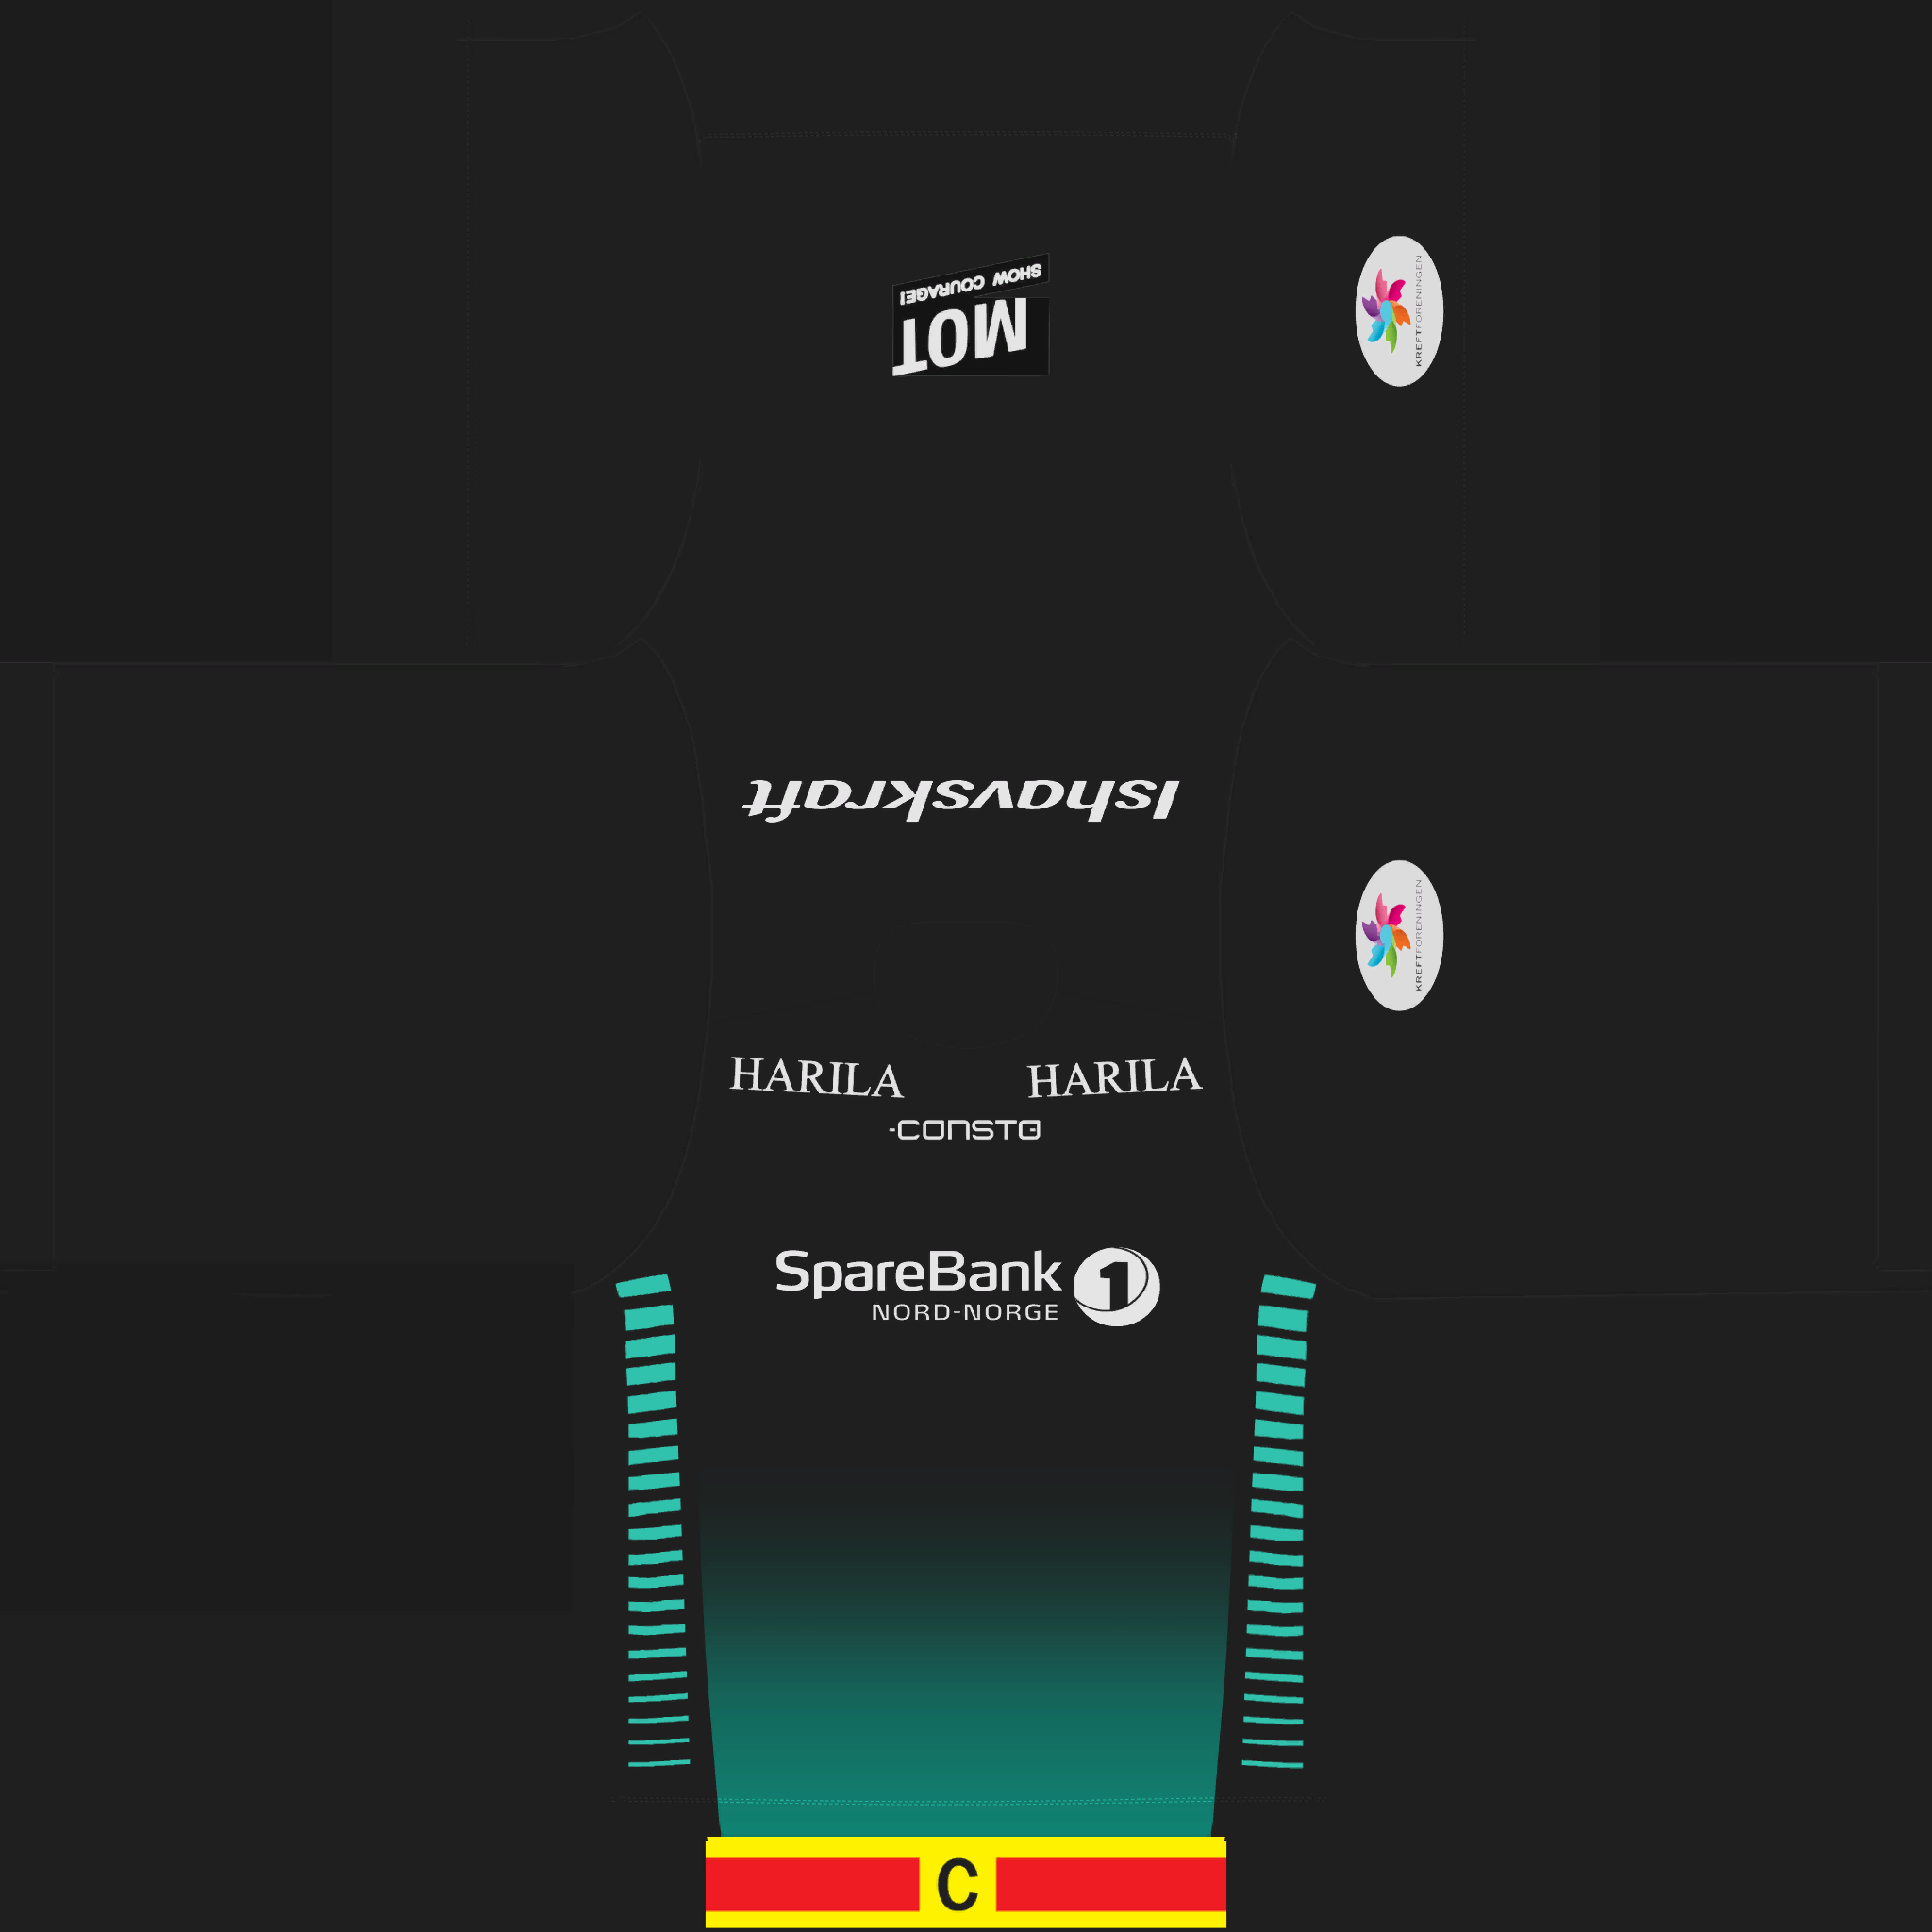 SHOW COURAGE!
MOT
KREFTFORENINGEN
Ishavskraft
KREFTFORENINGEN
HARILA HARILA
-CONSTO
SpareBank 1
NORD-NORGE
C